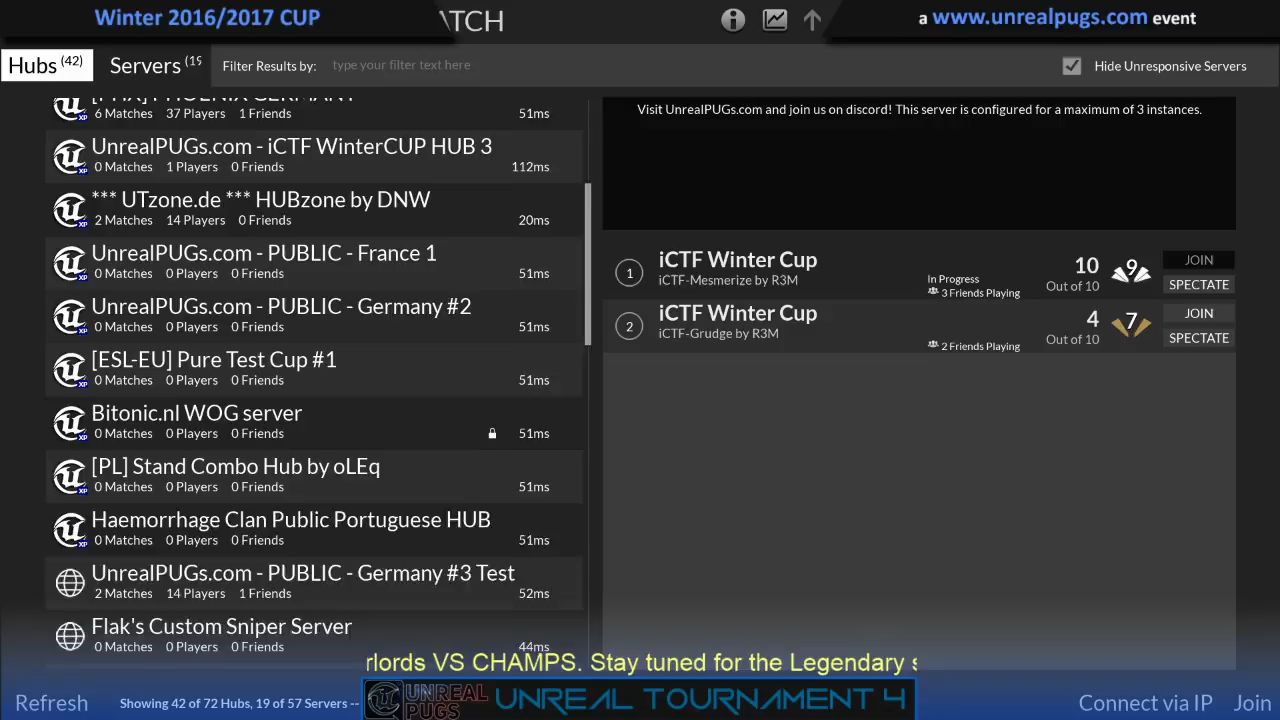 Winter 2016/2017 CUP
ATCH
a www.unrealpugs.com event
Hubs (42)
Servers (19
Filter Results by:
type your filter text here
Hide Unresponsive Servers
[PHX] PHOENIX GERMANY
6 Matches 37 Players 1 Friends 51ms
UnrealPUGs.com - iCTF WinterCUP HUB 3
0 Matches 1 Players 0 Friends 112ms
*** UTzone.de *** HUBzone by DNW
2 Matches 14 Players 0 Friends 20ms
UnrealPUGs.com - PUBLIC - France 1
0 Matches 0 Players 0 Friends 51ms
UnrealPUGs.com - PUBLIC - Germany #2
0 Matches 0 Players 0 Friends 51ms
[ESL-EU] Pure Test Cup #1
0 Matches 0 Players 0 Friends 51ms
Bitonic.nl WOG server
0 Matches 0 Players 0 Friends 51ms
[PL] Stand Combo Hub by oLEq
0 Matches 0 Players 0 Friends 51ms
Haemorrhage Clan Public Portuguese HUB
0 Matches 0 Players 0 Friends 51ms
UnrealPUGs.com - PUBLIC - Germany #3 Test
2 Matches 14 Players 1 Friends 52ms
Flak's Custom Sniper Server
0 Matches 0 Players 0 Friends 44ms
Visit UnrealPUGs.com and join us on discord! This server is configured for a maximum of 3 instances.
1 iCTF Winter Cup 10 9 JOIN
iCTF-Mesmerize by R3M In Progress Out of 10 SPECTATE
3 Friends Playing
2 iCTF Winter Cup 4 7 JOIN
iCTF-Grudge by R3M Out of 10 SPECTATE
2 Friends Playing
rlords VS CHAMPS. Stay tuned for the Legendary s
Refresh
Showing 42 of 72 Hubs, 19 of 57 Servers --
UNREAL PUGS
UNREAL TOURNAMENT 4
Connect via IP
Join